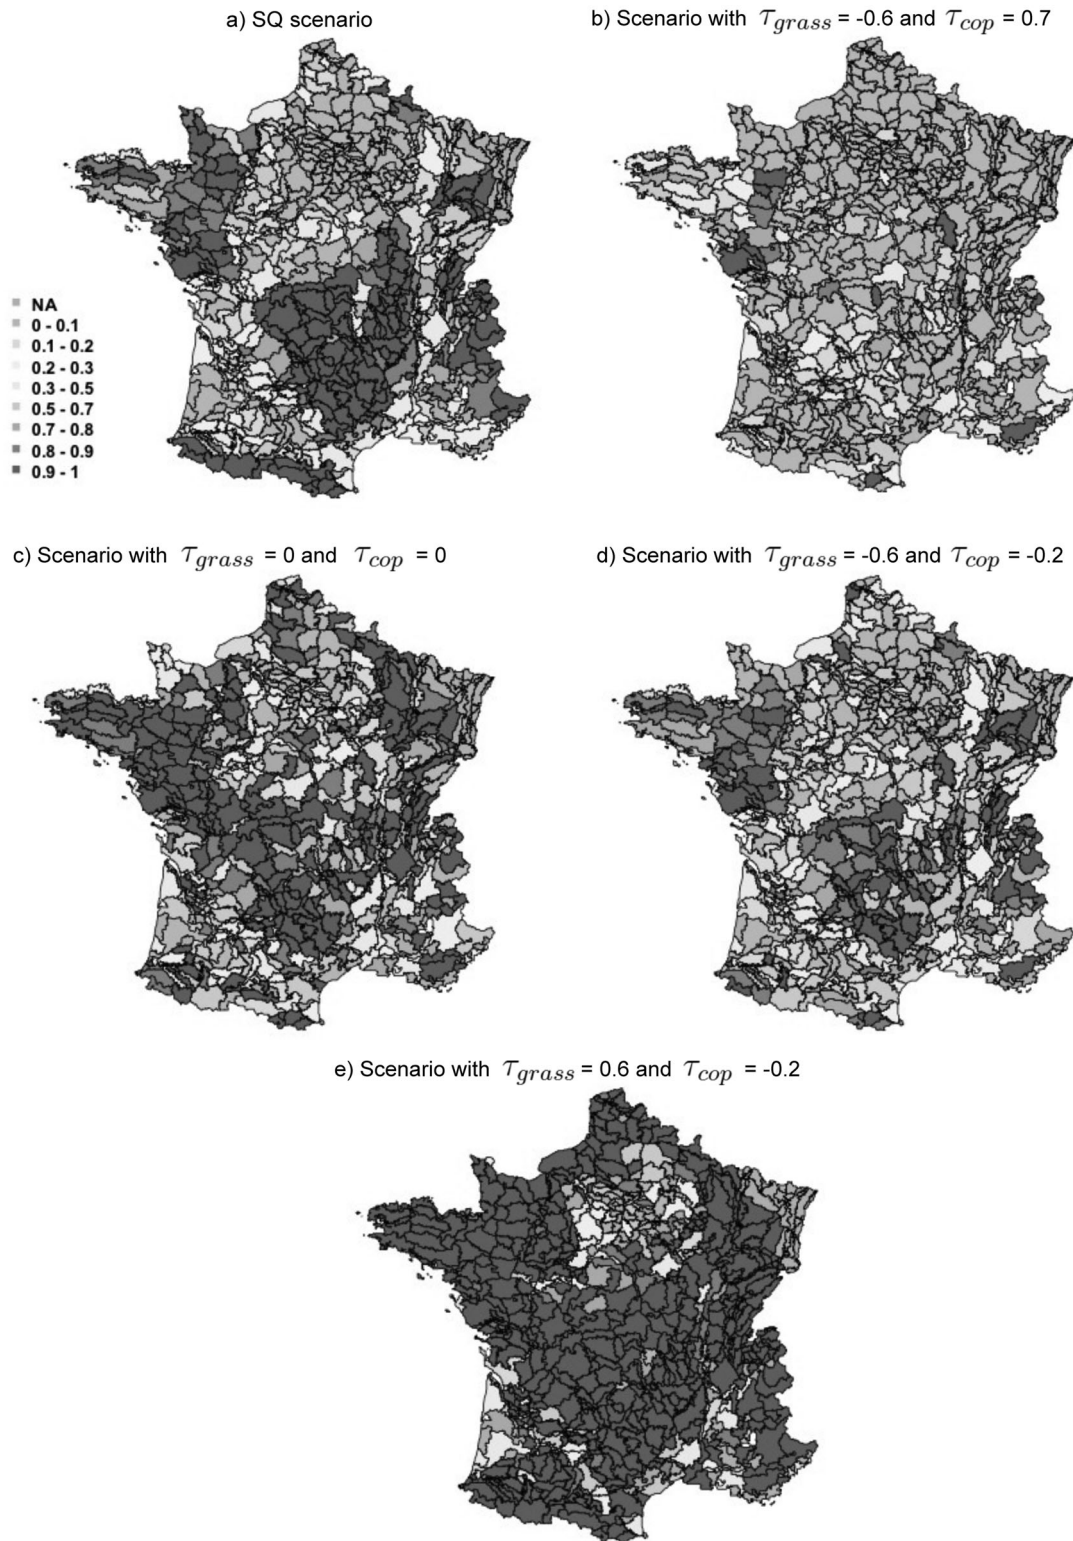 a) SQ scenario
b) Scenario with τgrass = -0.6 and τcop = 0.7
NA
0 - 0.1
0.1 - 0.2
0.2 - 0.3
0.3 - 0.5
0.5 - 0.7
0.7 - 0.8
0.8 - 0.9
0.9 - 1
c) Scenario with τgrass = 0 and τcop = 0
d) Scenario with τgrass = -0.6 and τcop = -0.2
e) Scenario with τgrass = 0.6 and τcop = -0.2